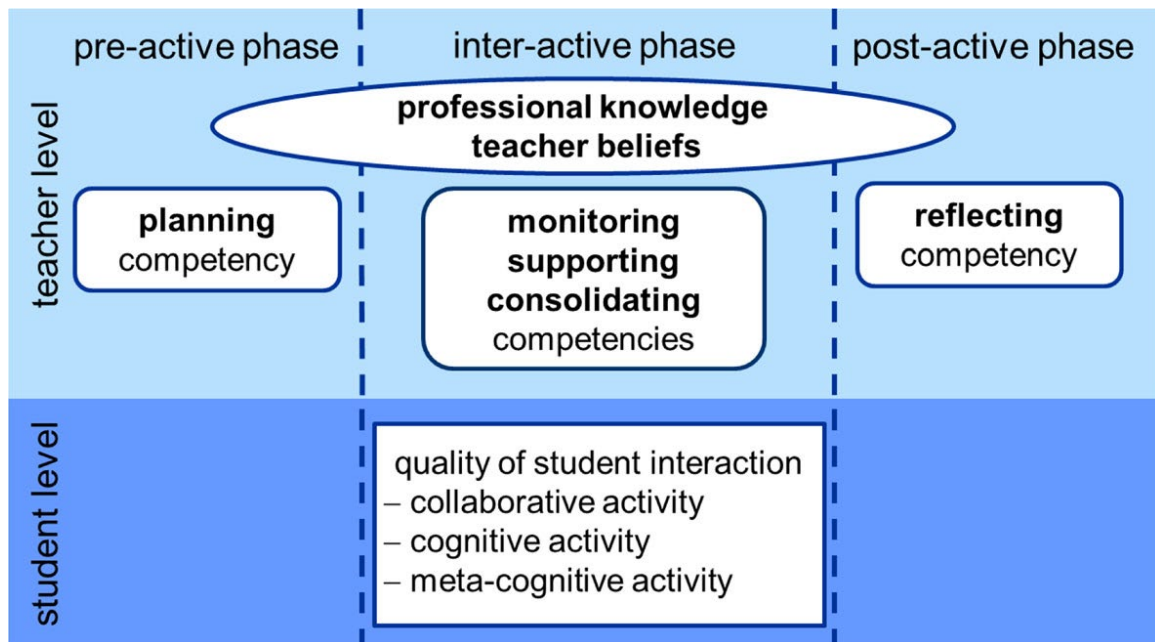 pre-active phase
inter-active phase
post-active phase
teacher level
professional knowledge
teacher beliefs
planning
competency
monitoring
supporting
consolidating
competencies
reflecting
competency
student level
quality of student interaction
– collaborative activity
– cognitive activity
– meta-cognitive activity